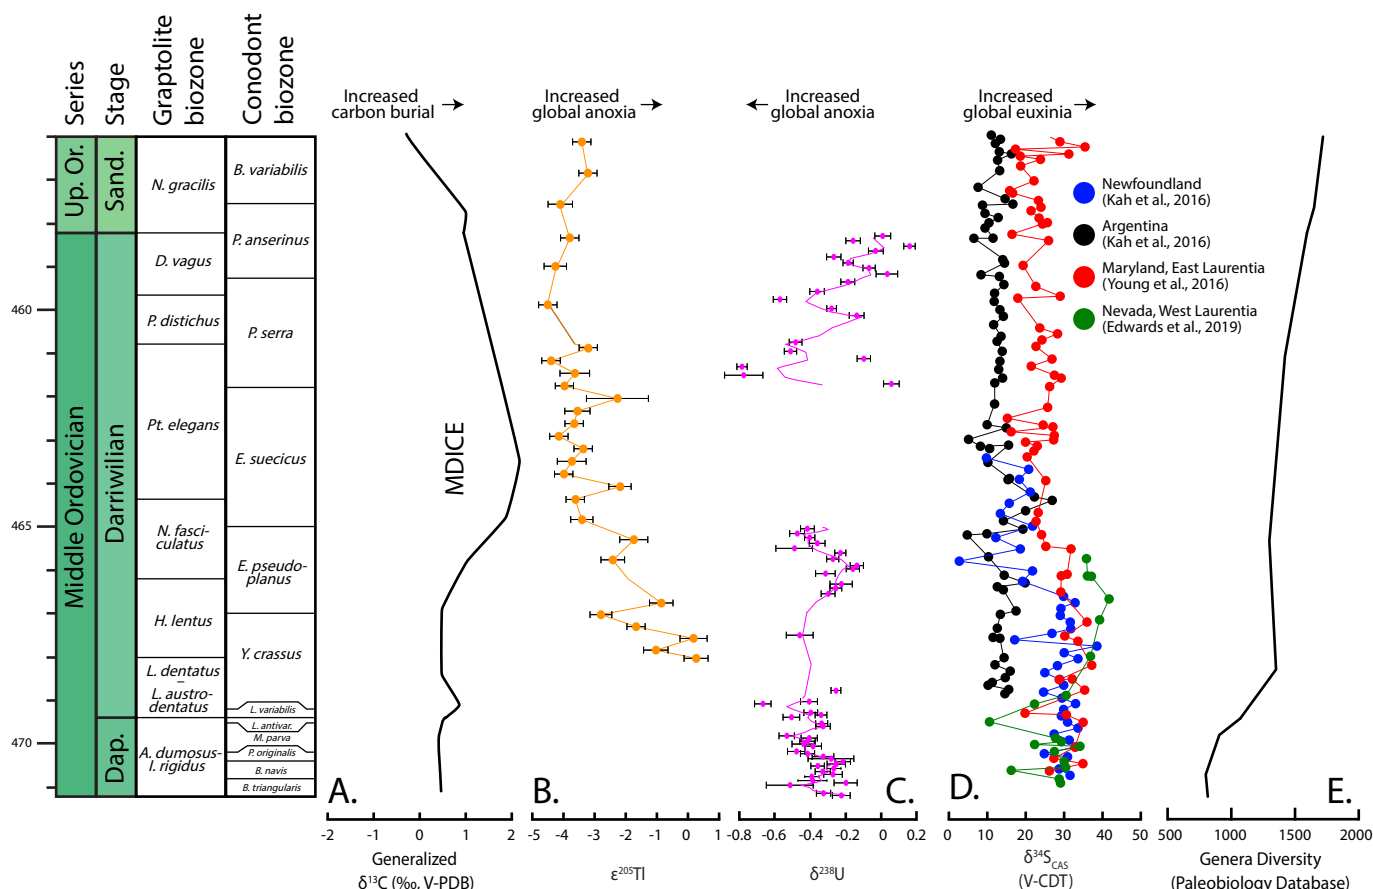 Series
Stage
Graptolite
biozone
Conodont
biozone
Increased
carbon burial
Increased
global anoxia
Increased
global anoxia
Increased
global euxinia
Up. Or.
Sand.
N. gracilis
B. variabilis
P. anserinus
Middle Ordovician
Darriwilian
D. vagus
P. distichus
P. serra
Pt. elegans
E. suecicus
N. fasci-
culatus
E. pseudo-
planus
H. lentus
Y. crassus
L. dentatus
–
L. austro-
dentatus
L. variabilis
Dap.
A. dumosus-
I. rigidus
L. antivar.
M. parva
P. originalis
B. navis
B. triangularis
460
465
470
MDICE
Newfoundland
(Kah et al., 2016)
Argentina
(Kah et al., 2016)
Maryland, East Laurentia
(Young et al., 2016)
Nevada, West Laurentia
(Edwards et al., 2019)
A.
B.
C.
D.
E.
-2 -1 0 1 2
Generalized
δ¹³C (‰, V-PDB)
-5 -4 -3 -2 -1 0 1
ε²⁰⁵Tl
-0.8 -0.6 -0.4 -0.2 0 0.2
δ²³⁸U
0 10 20 30 40 50
δ³⁴S_CAS
(V-CDT)
500 1000 1500 2000
Genera Diversity
(Paleobiology Database)